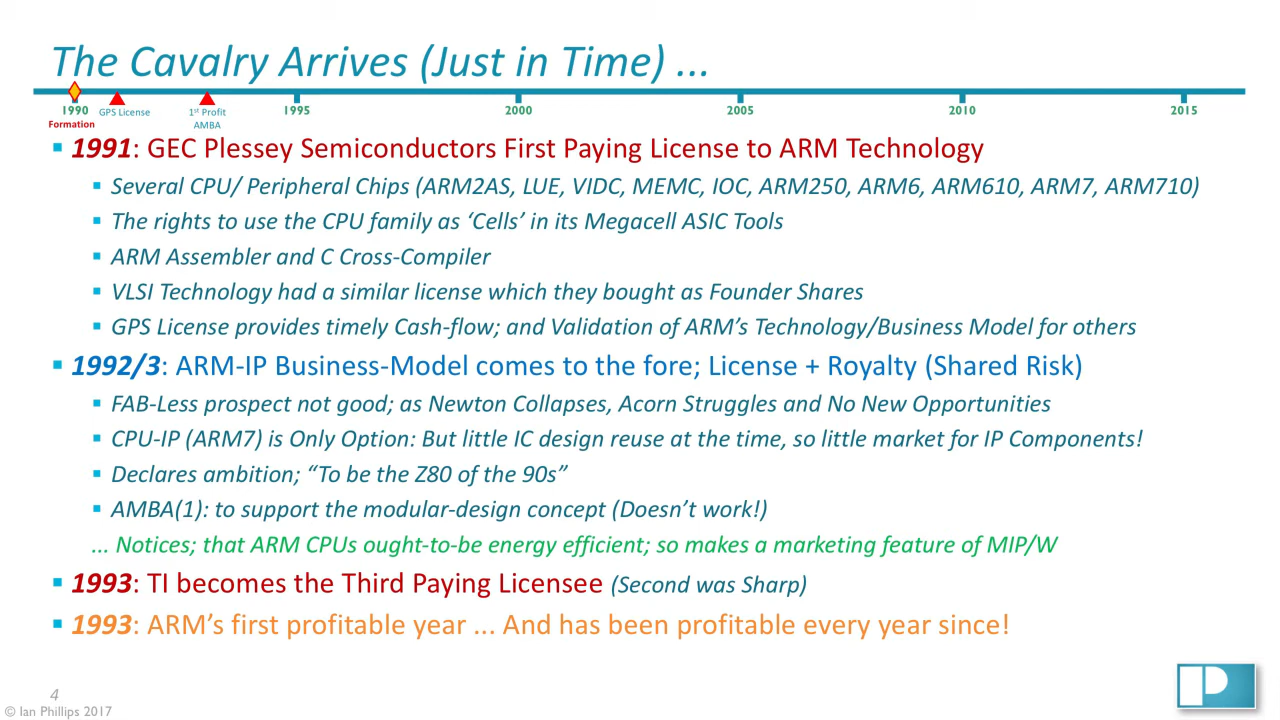 The Cavalry Arrives (Just in Time) ...
1990 GPS License 1st Profit 1995 2000 2005 2010 2015
Formation AMBA
1991: GEC Plessey Semiconductors First Paying License to ARM Technology
Several CPU/ Peripheral Chips (ARM2AS, LUE, VIDC, MEMC, IOC, ARM250, ARM6, ARM610, ARM7, ARM710)
The rights to use the CPU family as ‘Cells’ in its Megacell ASIC Tools
ARM Assembler and C Cross-Compiler
VLSI Technology had a similar license which they bought as Founder Shares
GPS License provides timely Cash-flow; and Validation of ARM’s Technology/Business Model for others
1992/3: ARM-IP Business-Model comes to the fore; License + Royalty (Shared Risk)
FAB-Less prospect not good; as Newton Collapses, Acorn Struggles and No New Opportunities
CPU-IP (ARM7) is Only Option: But little IC design reuse at the time, so little market for IP Components!
Declares ambition; “To be the Z80 of the 90s”
AMBA(1): to support the modular-design concept (Doesn’t work!)
... Notices; that ARM CPUs ought-to-be energy efficient; so makes a marketing feature of MIP/W
1993: TI becomes the Third Paying Licensee (Second was Sharp)
1993: ARM’s first profitable year ... And has been profitable every year since!
4
© Ian Phillips 2017
P